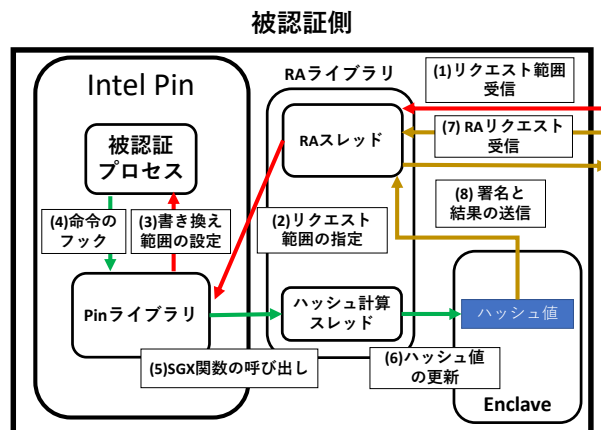 被認証側
Intel Pin
RAライブラリ
(1)リクエスト範囲
受信
RAスレッド
(7) RAリクエスト
受信
被認証
プロセス
(8) 署名と
結果の送信
(4)命令の
フック
(3)書き換え
範囲の設定
(2)リクエスト
範囲の指定
Pinライブラリ
ハッシュ計算
スレッド
ハッシュ値
(5)SGX関数の呼び出し
(6)ハッシュ値
の更新
Enclave